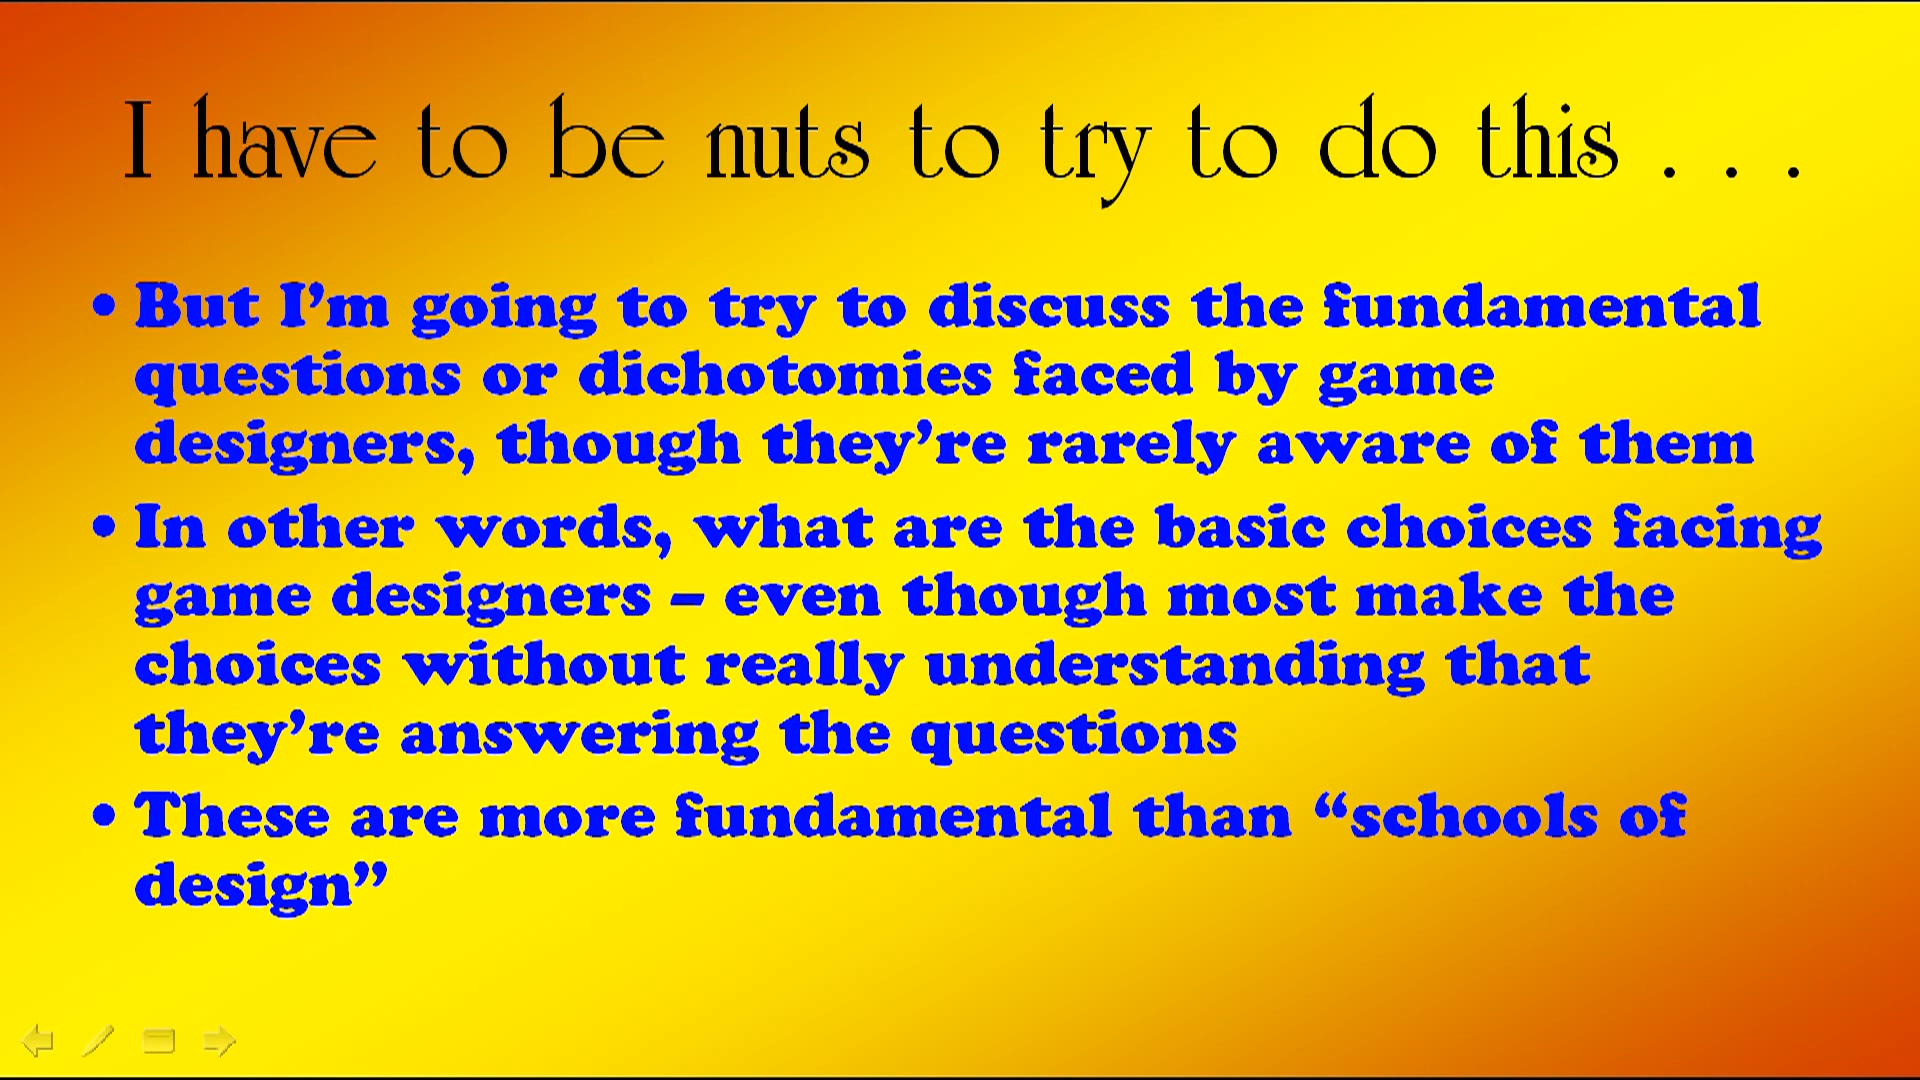 I have to be nuts to try to do this . . .
• But I’m going to try to discuss the fundamental
questions or dichotomies faced by game
designers, though they’re rarely aware of them
• In other words, what are the basic choices facing
game designers – even though most make the
choices without really understanding that
they’re answering the questions
• These are more fundamental than “schools of
design”